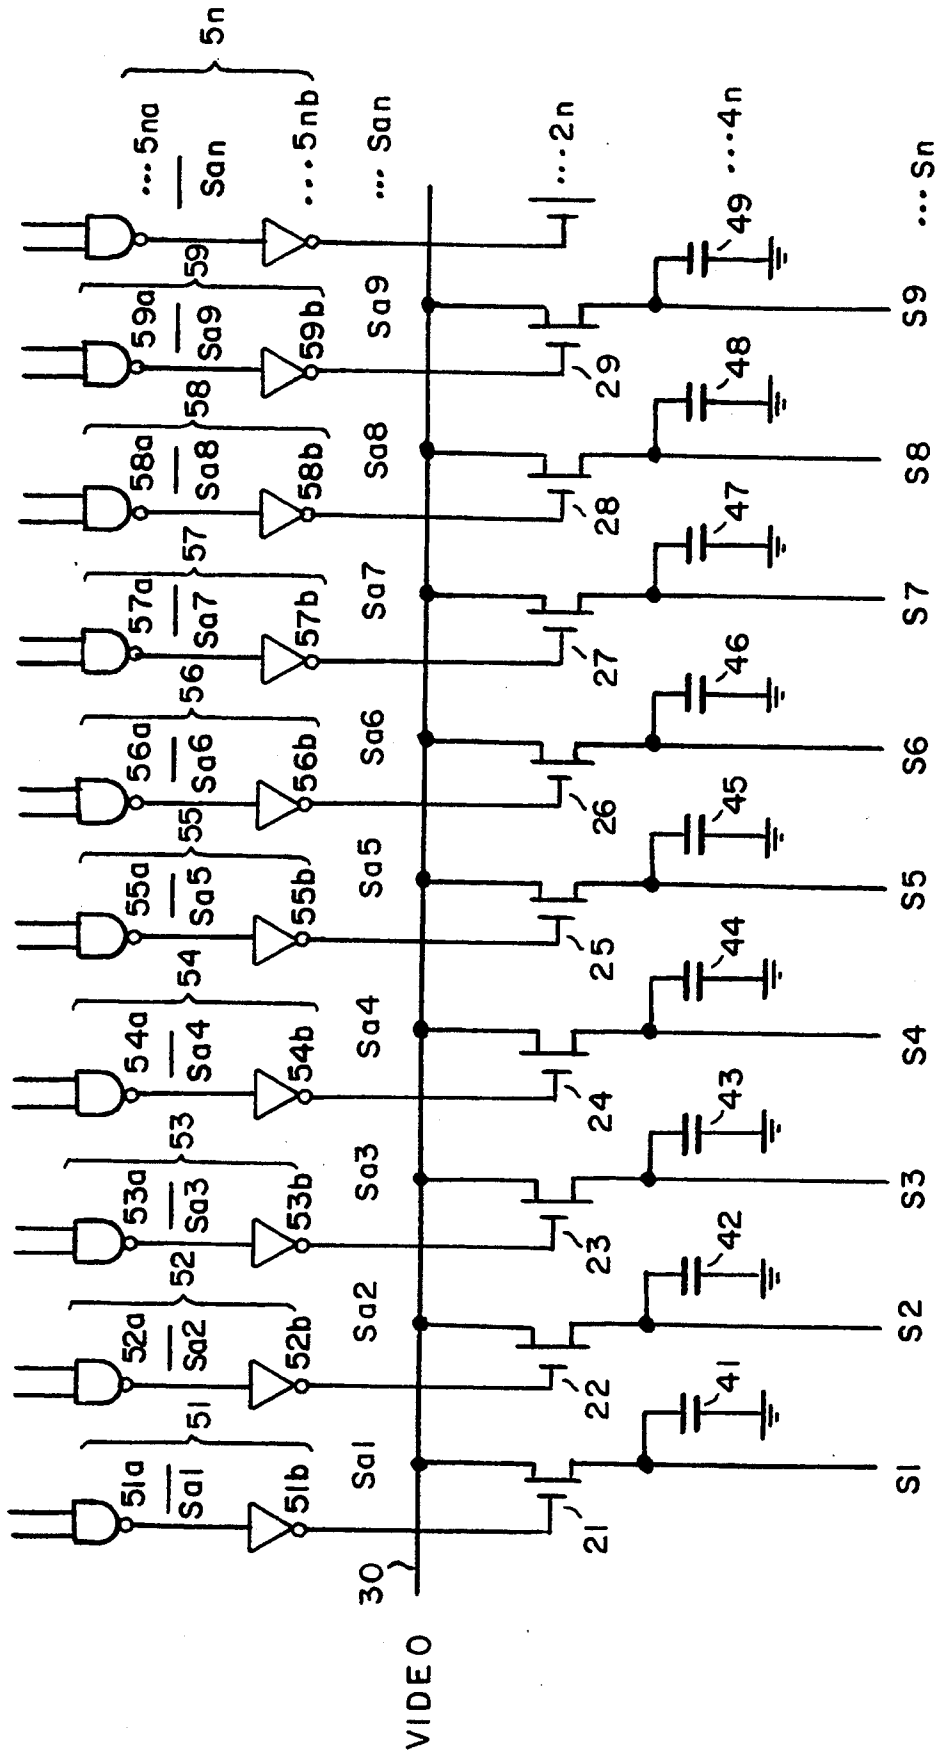 51a 52a 53a 54a 55a 56a 57a 58a 59a ... 5na
51 52 53 54 55 56 57 58 59 5n
Sa1 Sa2 Sa3 Sa4 Sa5 Sa6 Sa7 Sa8 Sa9 San
51b 52b 53b 54b 55b 56b 57b 58b 59b ... 5nb
Sa1 Sa2 Sa3 Sa4 Sa5 Sa6 Sa7 Sa8 Sa9 ... San
VIDEO 30
21 22 23 24 25 26 27 28 29 ... 2n
41 42 43 44 45 46 47 48 49 ... 4n
S1 S2 S3 S4 S5 S6 S7 S8 S9 ... Sn